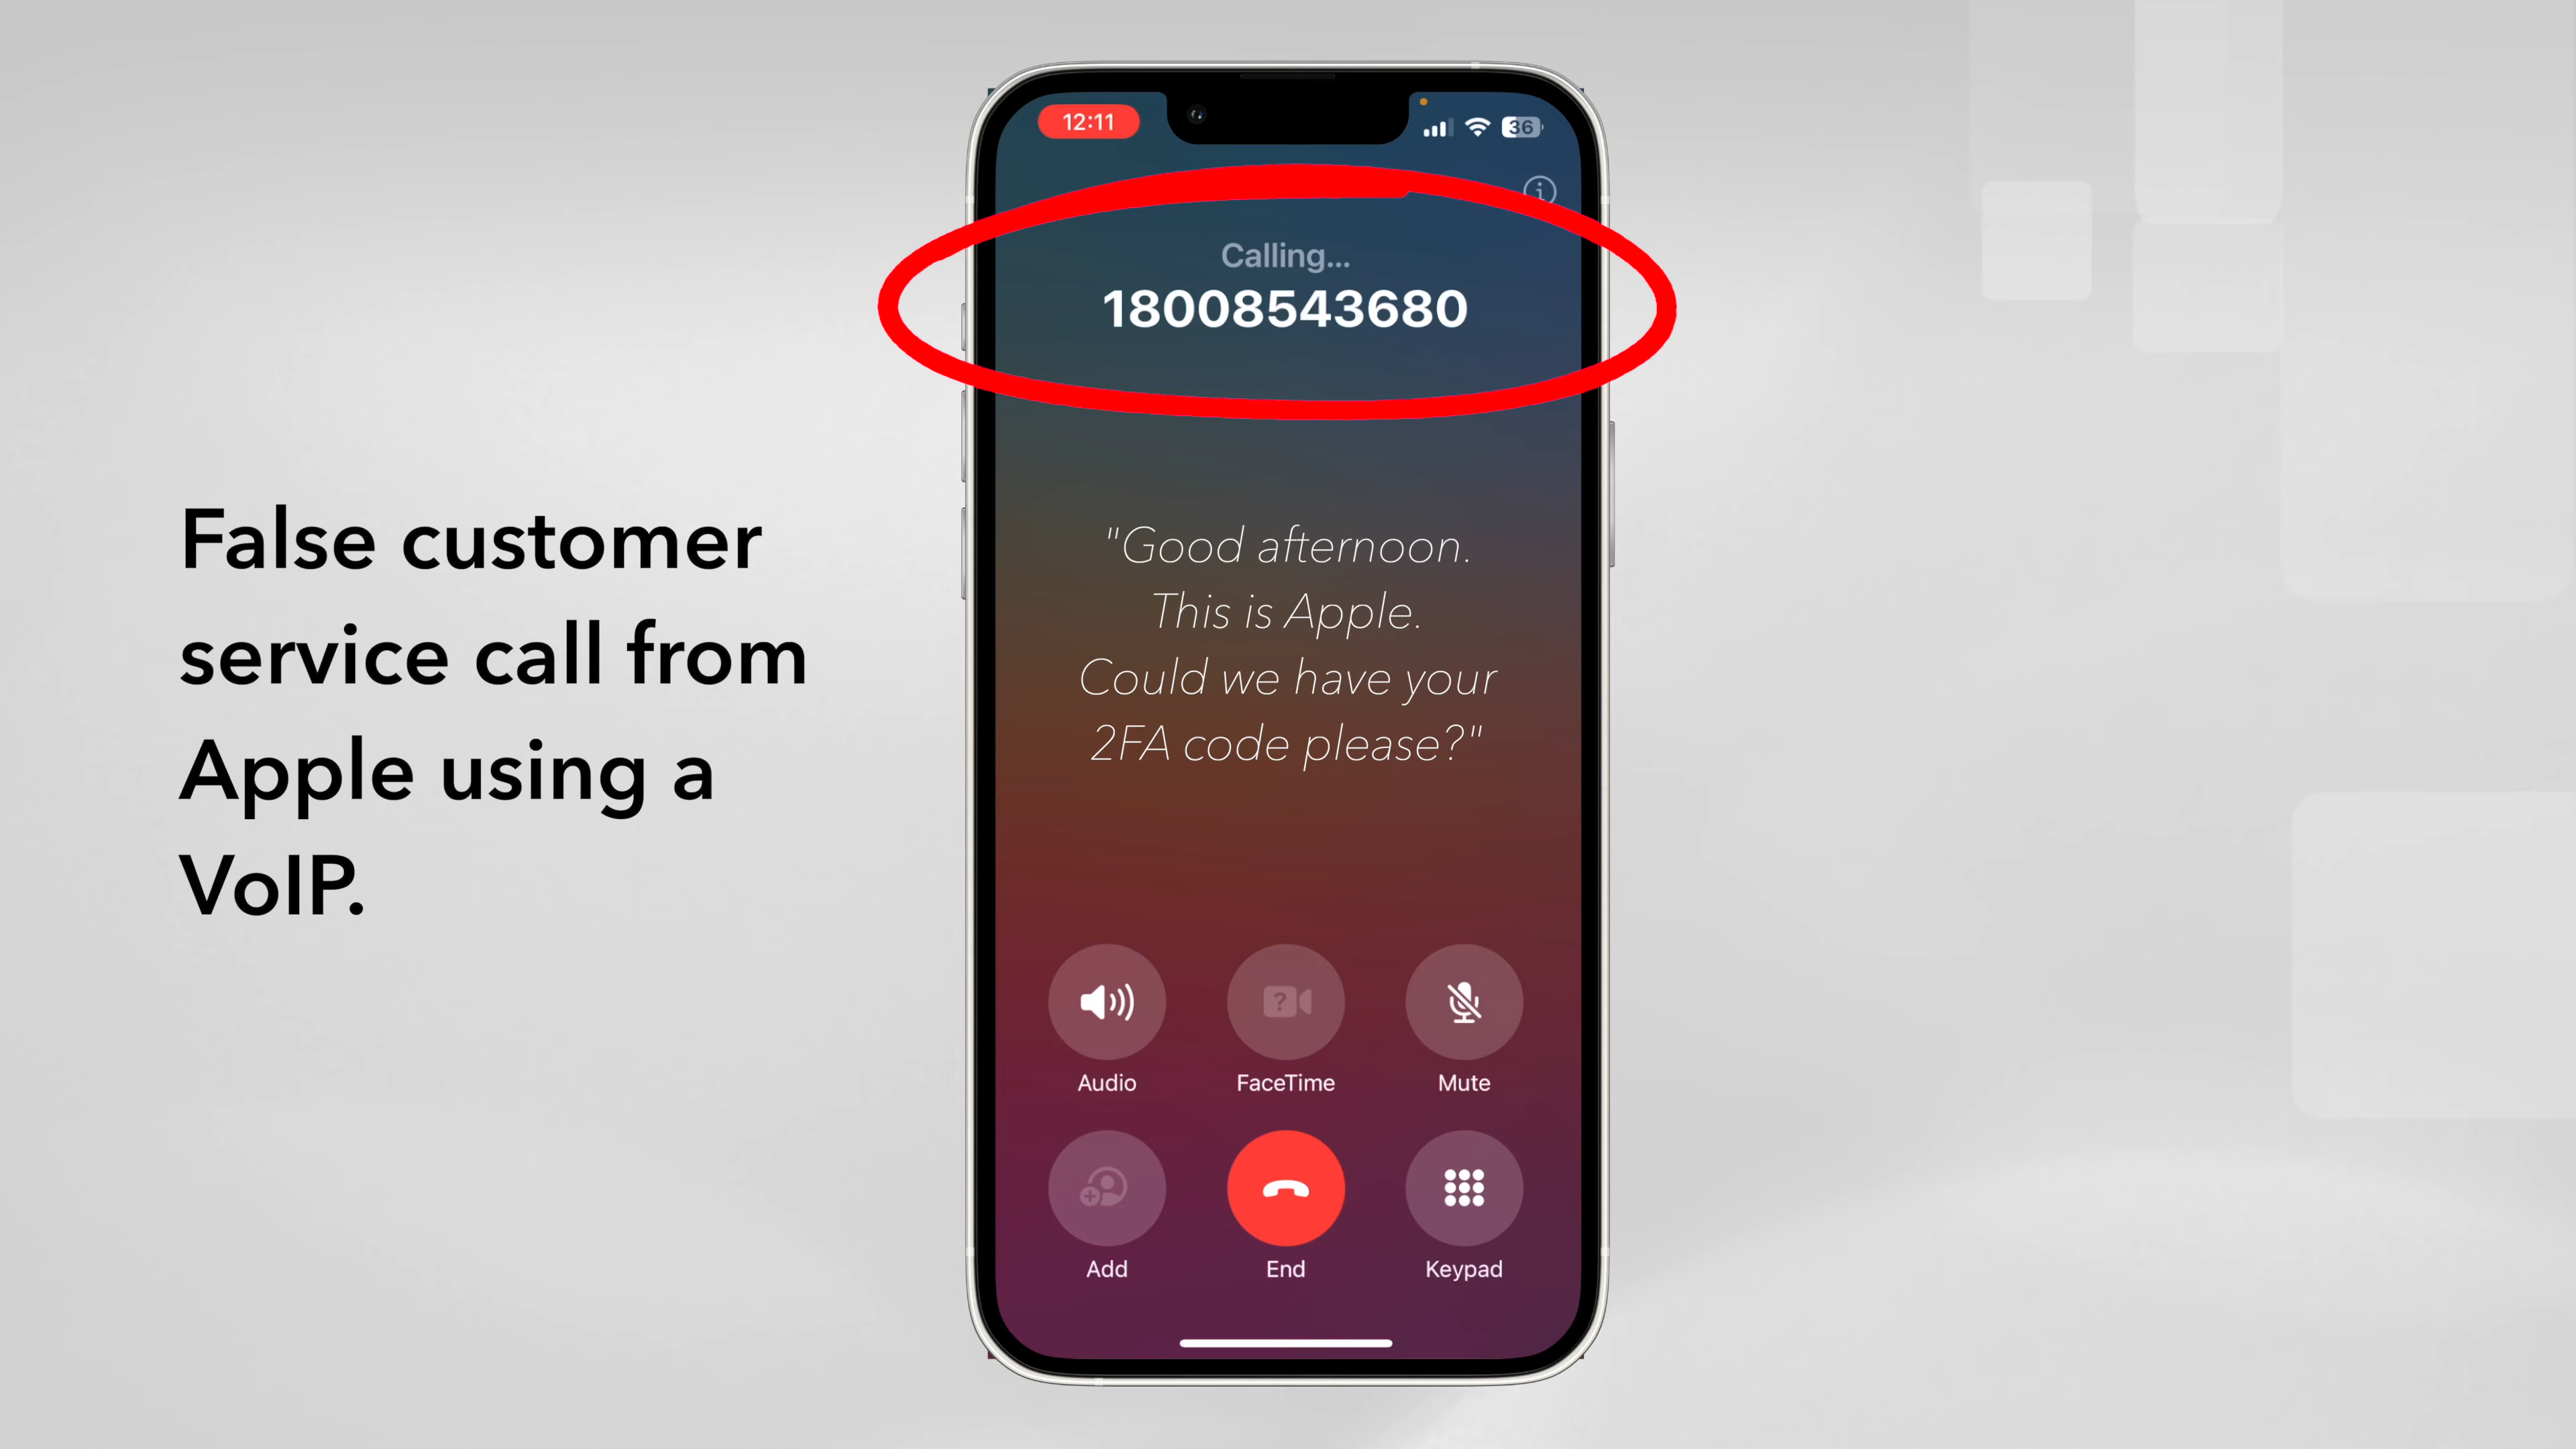 False customer
service call from
Apple using a
VoIP.
12:11
36
Calling...
18008543680
"Good afternoon.
This is Apple.
Could we have your
2FA code please?"
Audio
FaceTime
Mute
Add
End
Keypad